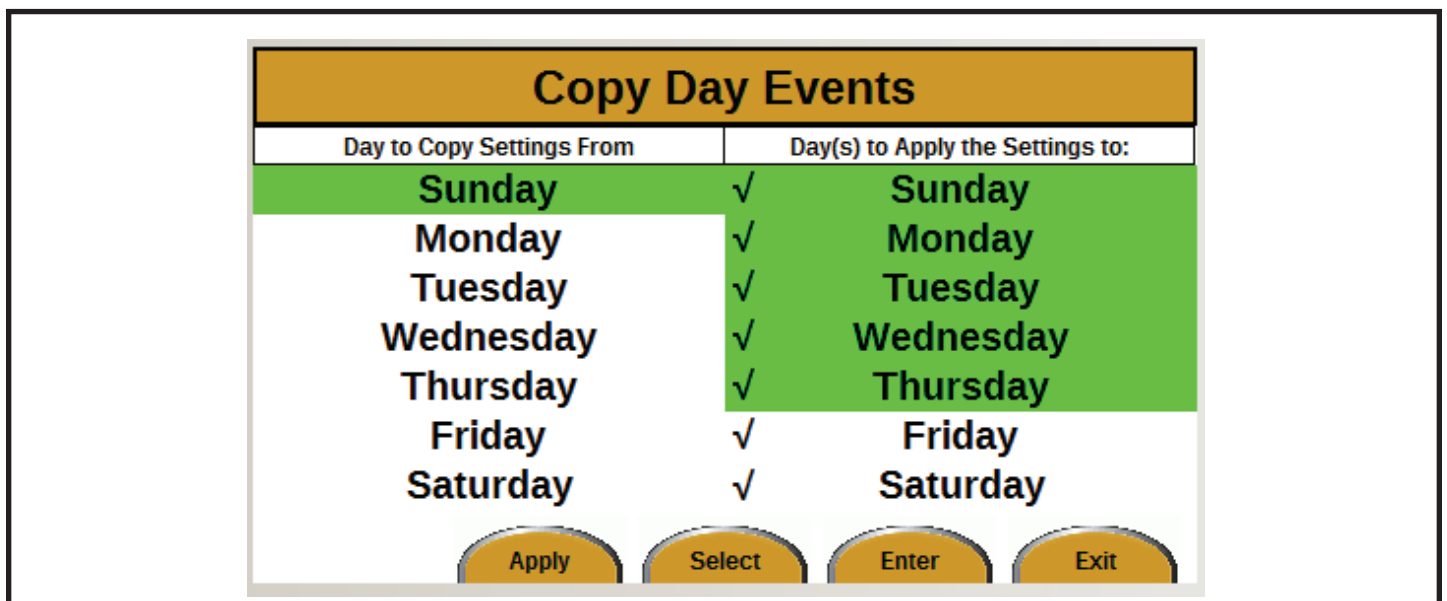 Copy Day Events
Day to Copy Settings From Day(s) to Apply the Settings to:
Sunday √ Sunday
Monday √ Monday
Tuesday √ Tuesday
Wednesday √ Wednesday
Thursday √ Thursday
Friday √ Friday
Saturday √ Saturday
Apply Select Enter Exit